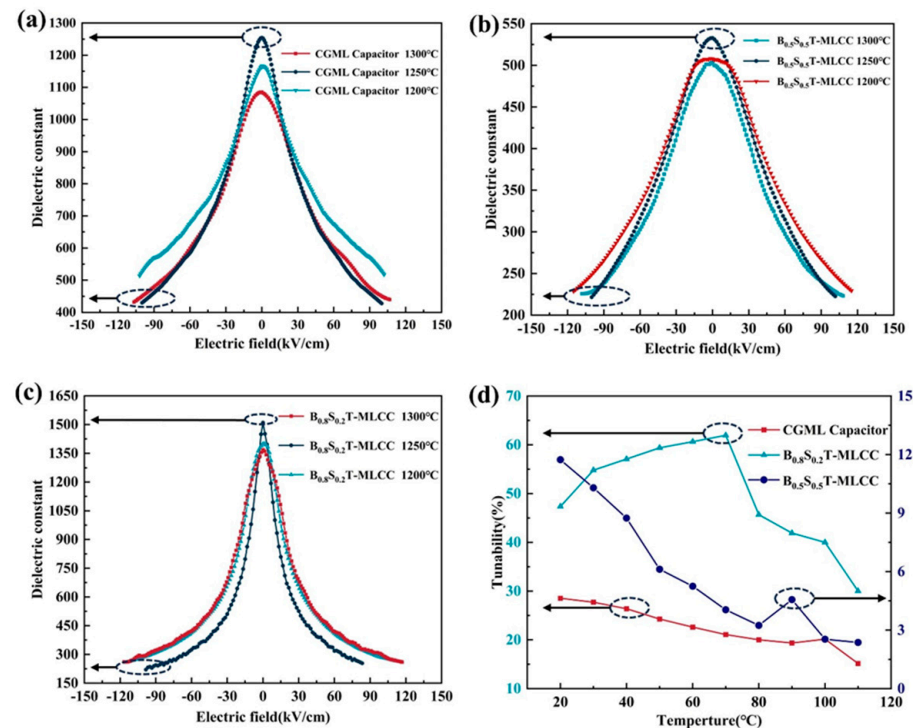 (a)
1300
1200
1100
1000
900
800
700
600
500
400
Dielectric constant
CGML Capacitor 1300℃
CGML Capacitor 1250℃
CGML Capacitor 1200℃
-150 -120 -90 -60 -30 0 30 60 90 120 150
Electric field(kV/cm)
(b)
550
500
450
400
350
300
250
200
Dielectric constant
B0.5S0.5T-MLCC 1300℃
B0.5S0.5T-MLCC 1250℃
B0.5S0.5T-MLCC 1200℃
-150 -120 -90 -60 -30 0 30 60 90 120 150
Electric field(kV/cm)
(c)
1650
1500
1350
1200
1050
900
750
600
450
300
150
Dielectric constant
B0.8S0.2T-MLCC 1300℃
B0.8S0.2T-MLCC 1250℃
B0.8S0.2T-MLCC 1200℃
-150 -120 -90 -60 -30 0 30 60 90 120 150
Electric field(kV/cm)
(d)
70
60
50
40
30
20
10
Tunability(%)
CGML Capacitor
B0.8S0.2T-MLCC
B0.5S0.5T-MLCC
15
12
9
6
3
0
10 20 30 40 50 60 70 80 90 100 110 120
Temperture(℃)